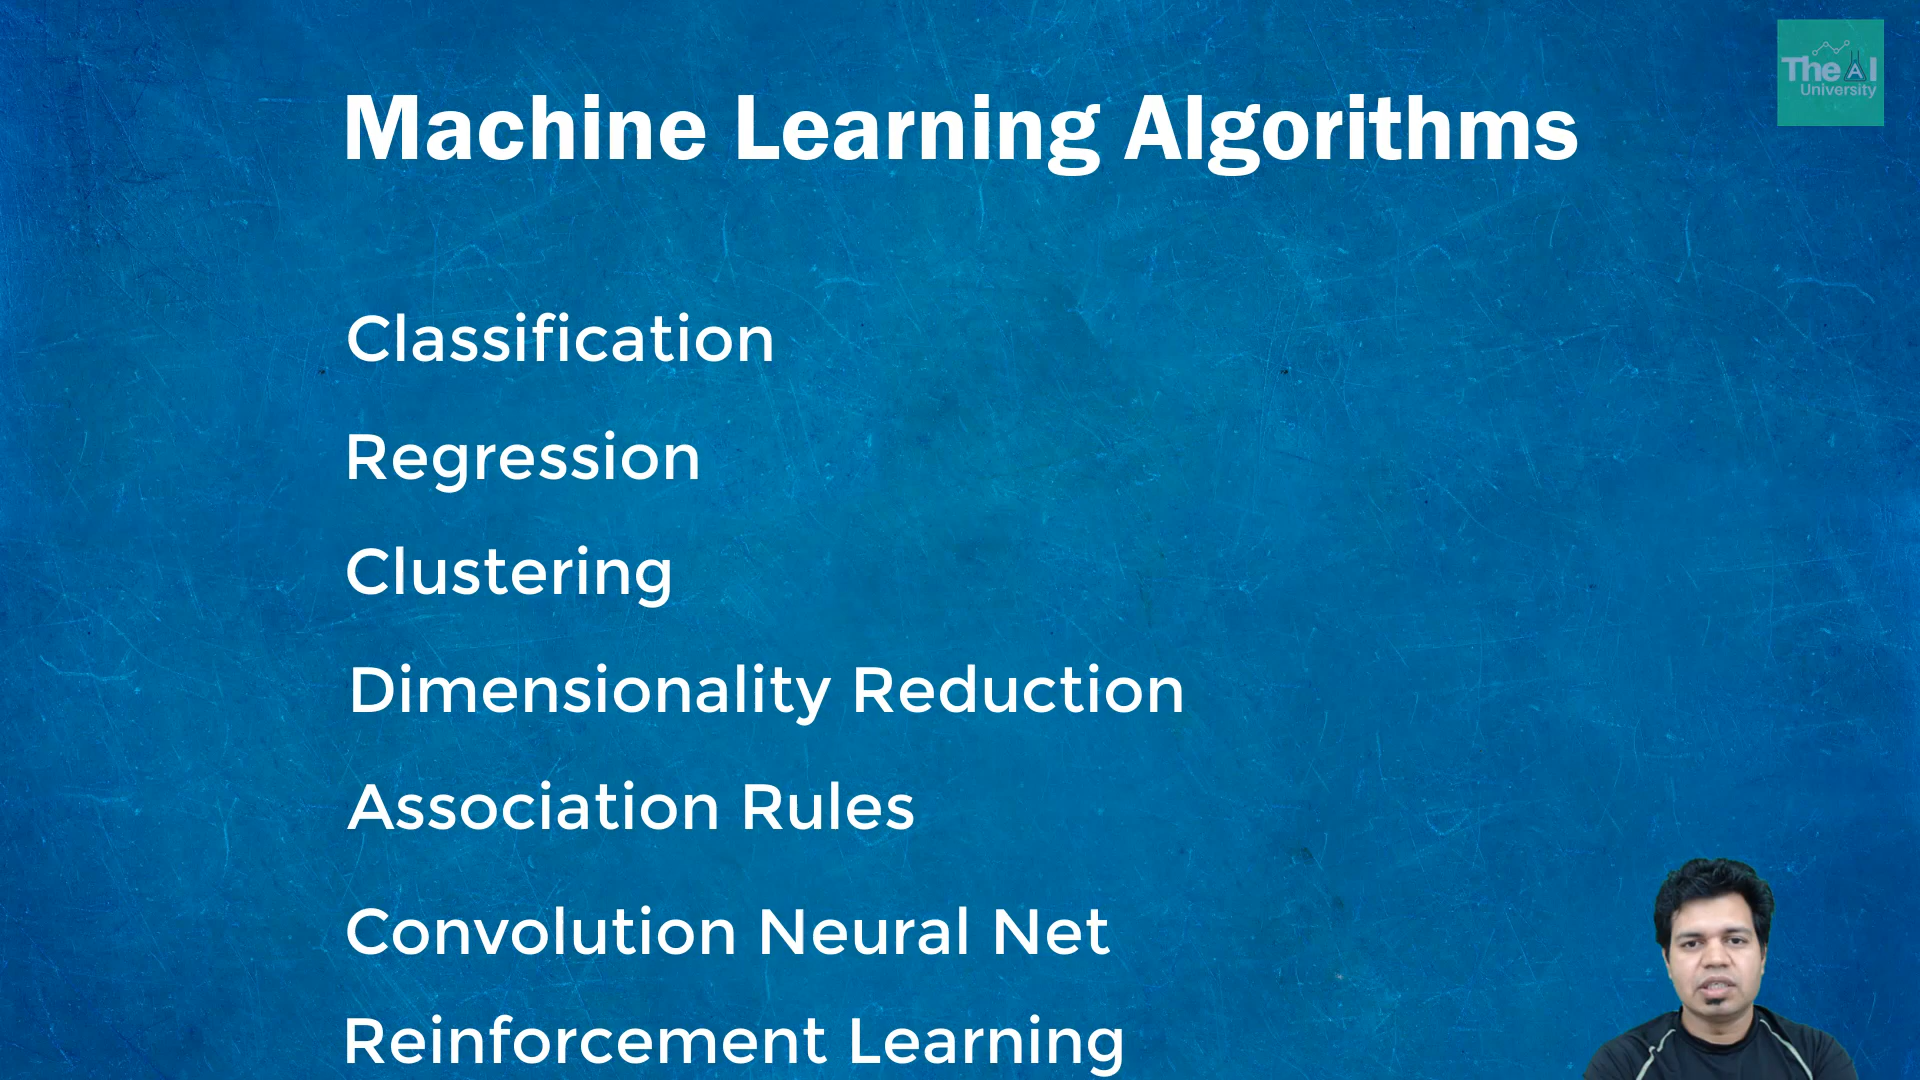 The AI
University
Machine Learning Algorithms
Classification
Regression
Clustering
Dimensionality Reduction
Association Rules
Convolution Neural Net
Reinforcement Learning